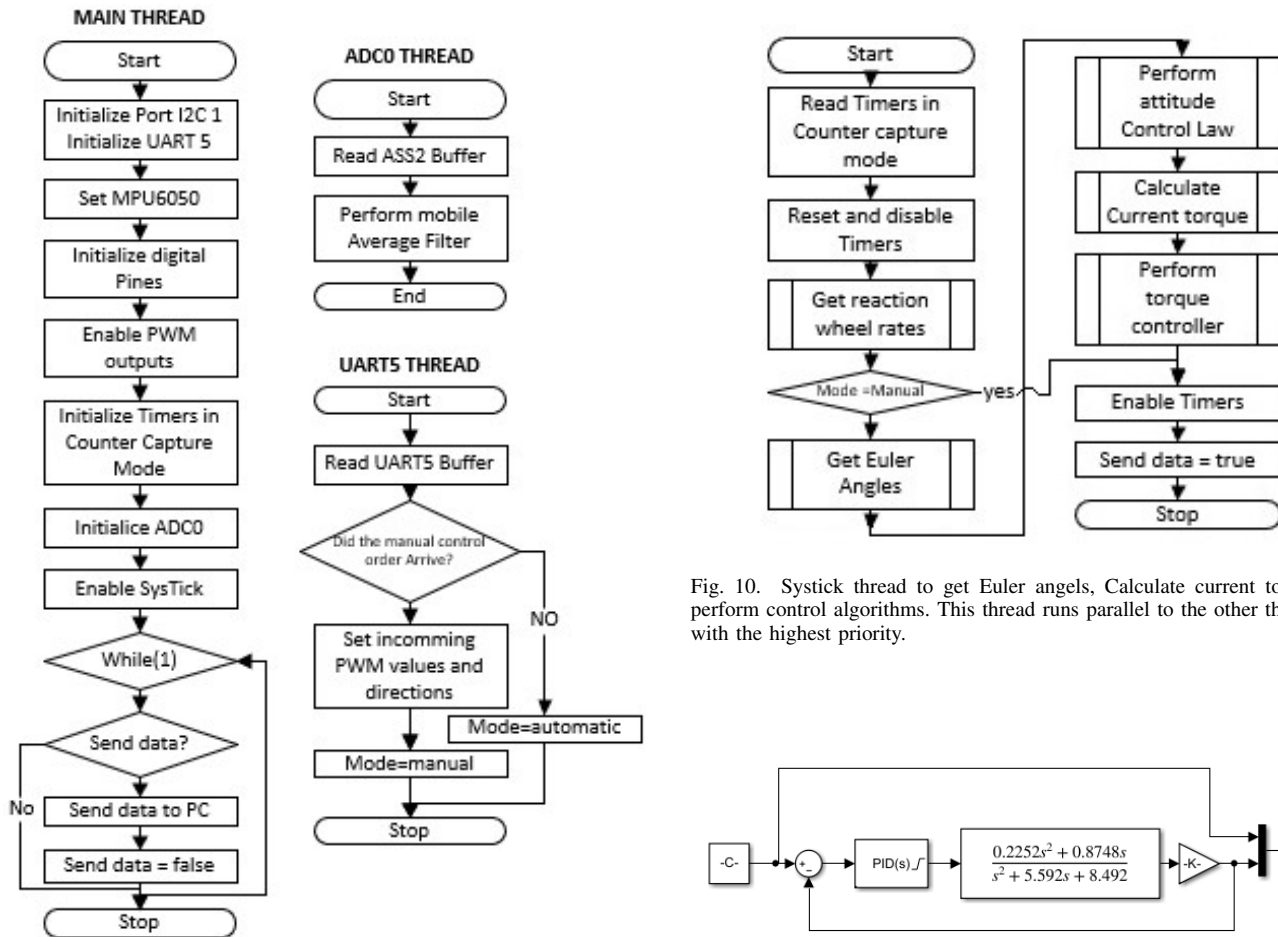 MAIN THREAD
Start
Initialize Port I2C 1
Initialize UART 5
Set MPU6050
Initialize digital
Pines
Enable PWM
outputs
Initialize Timers in
Counter Capture
Mode
Initialice ADC0
Enable SysTick
While(1)
Send data?
No
Send data to PC
Send data = false
Stop
ADC0 THREAD
Start
Read ASS2 Buffer
Perform mobile
Average Filter
End
UART5 THREAD
Start
Read UART5 Buffer
Did the manual control
order Arrive?
NO
Set incomming
PWM values and
directions
Mode=automatic
Mode=manual
Stop
Start
Read Timers in
Counter capture
mode
Reset and disable
Timers
Get reaction
wheel rates
Mode =Manual
yes
Get Euler
Angles
Perform
attitude
Control Law
Calculate
Current torque
Perform
torque
controller
Enable Timers
Send data = true
Stop
Fig. 10. Systick thread to get Euler angels, Calculate current to
perform control algorithms. This thread runs parallel to the other th
with the highest priority.
-C-
+
-
PID(s)
0.2252s² + 0.8748s
s² + 5.592s + 8.492
-K-